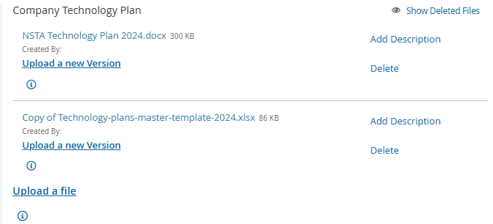 Company Technology Plan
Show Deleted Files
NSTA Technology Plan 2024.docx 300 KB
Add Description
Created By:
Upload a new Version
Delete
Copy of Technology-plans-master-template-2024.xlsx 86 KB
Add Description
Created By:
Upload a new Version
Delete
Upload a file